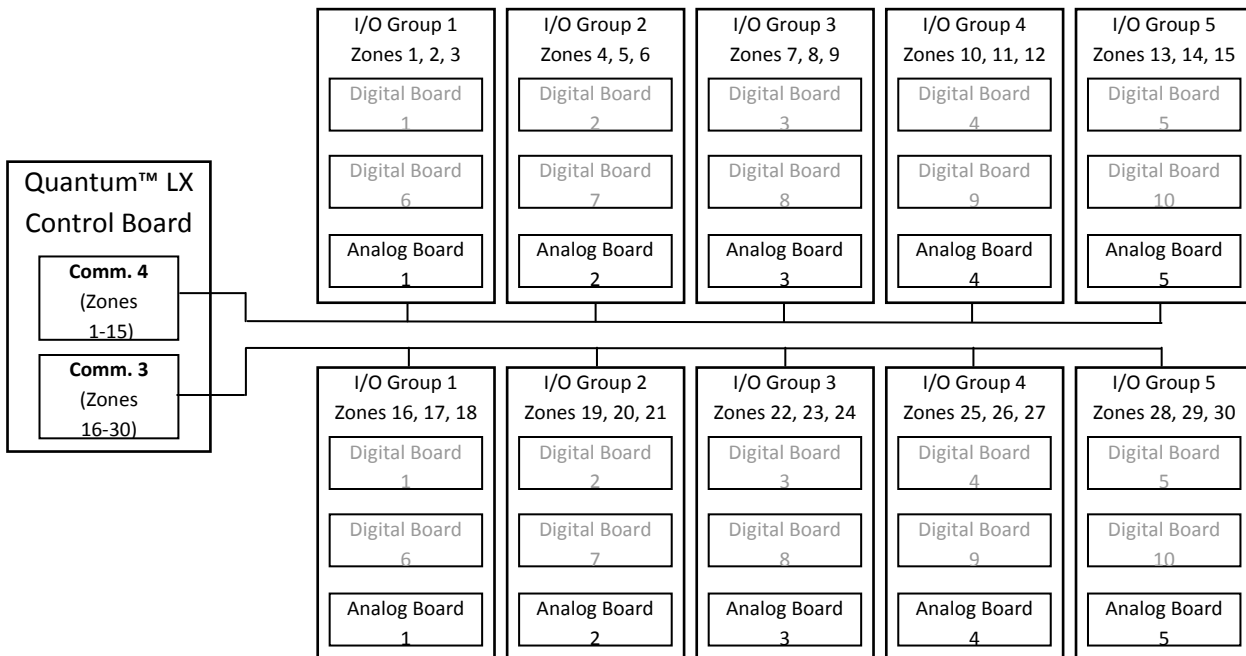 Quantum™ LX
Control Board
Comm. 4
(Zones
1-15)
Comm. 3
(Zones
16-30)
I/O Group 1
Zones 1, 2, 3
Digital Board
1
Digital Board
6
Analog Board
1
I/O Group 2
Zones 4, 5, 6
Digital Board
2
Digital Board
7
Analog Board
2
I/O Group 3
Zones 7, 8, 9
Digital Board
3
Digital Board
8
Analog Board
3
I/O Group 4
Zones 10, 11, 12
Digital Board
4
Digital Board
9
Analog Board
4
I/O Group 5
Zones 13, 14, 15
Digital Board
5
Digital Board
10
Analog Board
5
I/O Group 1
Zones 16, 17, 18
Digital Board
1
Digital Board
6
Analog Board
1
I/O Group 2
Zones 19, 20, 21
Digital Board
2
Digital Board
7
Analog Board
2
I/O Group 3
Zones 22, 23, 24
Digital Board
3
Digital Board
8
Analog Board
3
I/O Group 4
Zones 25, 26, 27
Digital Board
4
Digital Board
9
Analog Board
4
I/O Group 5
Zones 28, 29, 30
Digital Board
5
Digital Board
10
Analog Board
5